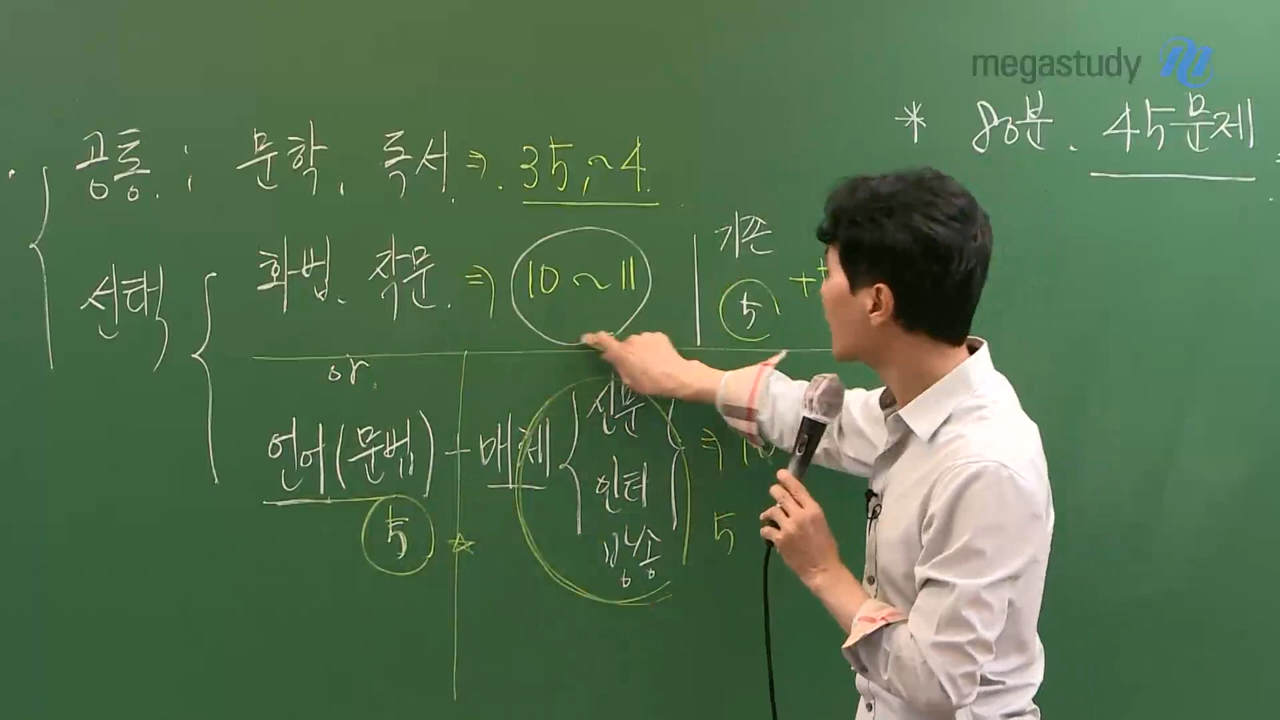 megastudy
* 80분. 45문제
공통 : 문학, 독서 ⇒ 35,~4
선택 화법, 작문 ⇒ 10~11 기존 ⑤ +
or.
언어(문법) + 매체 신문 인터 방송 ⇒
⑤ ☆ 5